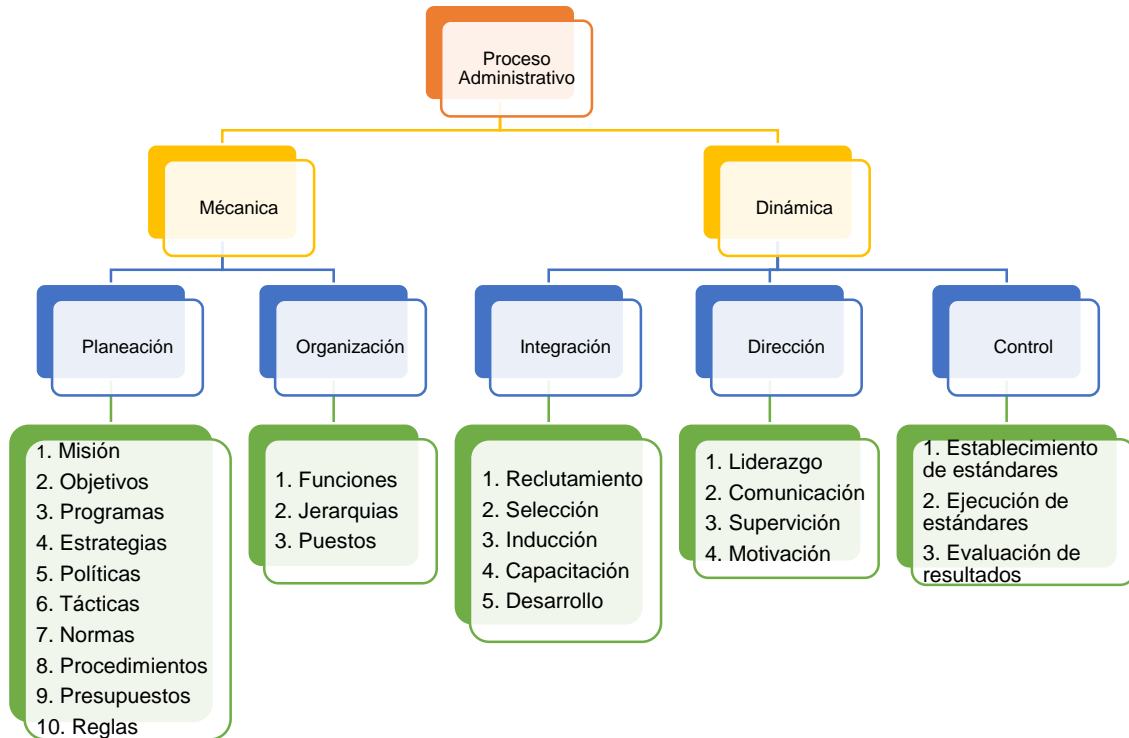 Proceso
Administrativo
Mécanica
Dinámica
Planeación
Organización
Integración
Dirección
Control
1. Misión
2. Objetivos
3. Programas
4. Estrategias
5. Políticas
6. Tácticas
7. Normas
8. Procedimientos
9. Presupuestos
10. Reglas
1. Funciones
2. Jerarquias
3. Puestos
1. Reclutamiento
2. Selección
3. Inducción
4. Capacitación
5. Desarrollo
1. Liderazgo
2. Comunicación
3. Supervición
4. Motivación
1. Establecimiento
de estándares
2. Ejecución de
estándares
3. Evaluación de
resultados